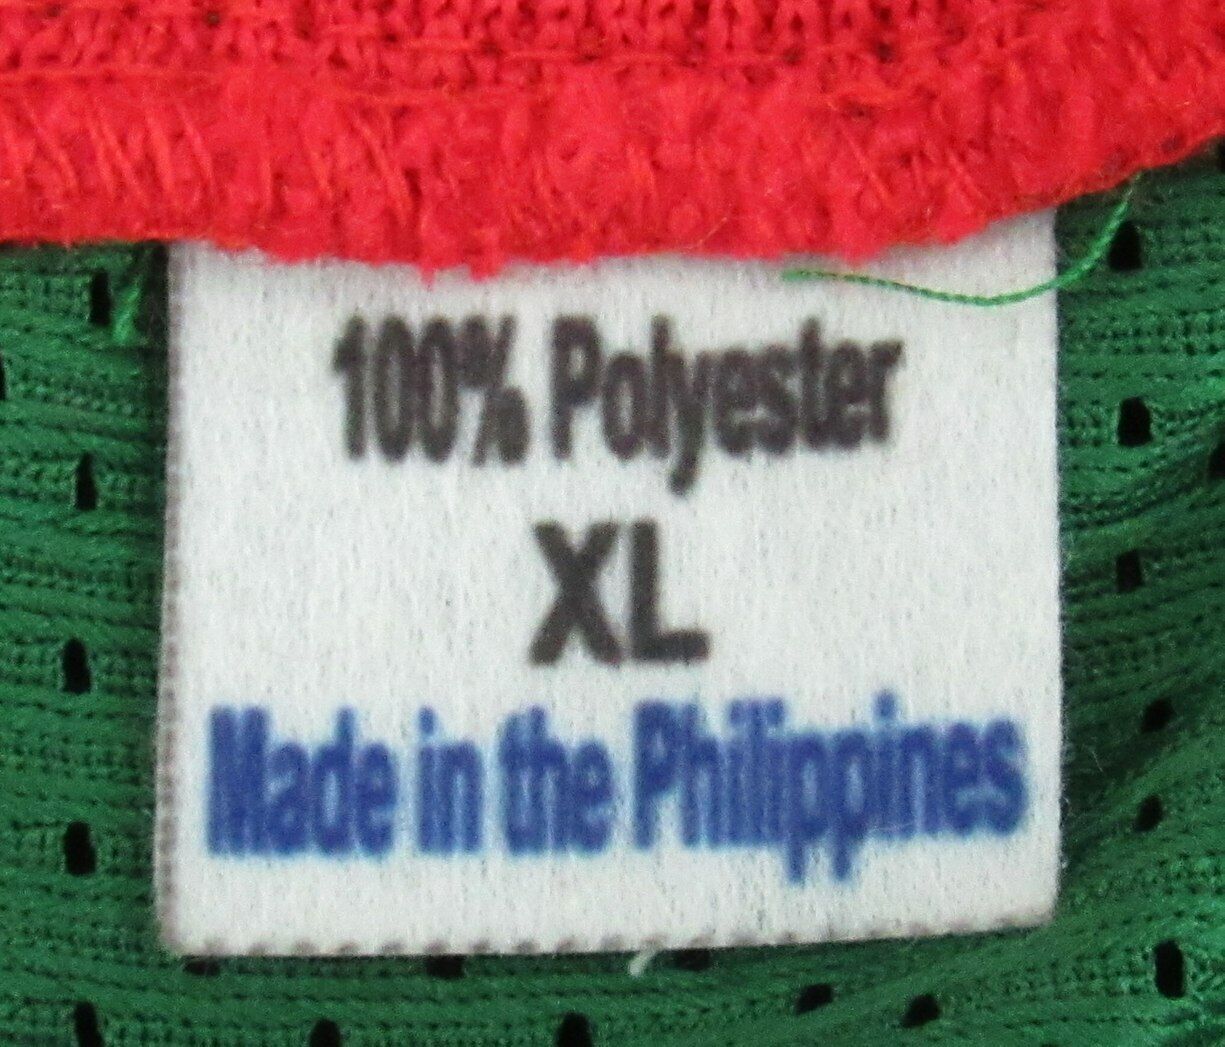 100% Polyester
XL
Made in the Philippines